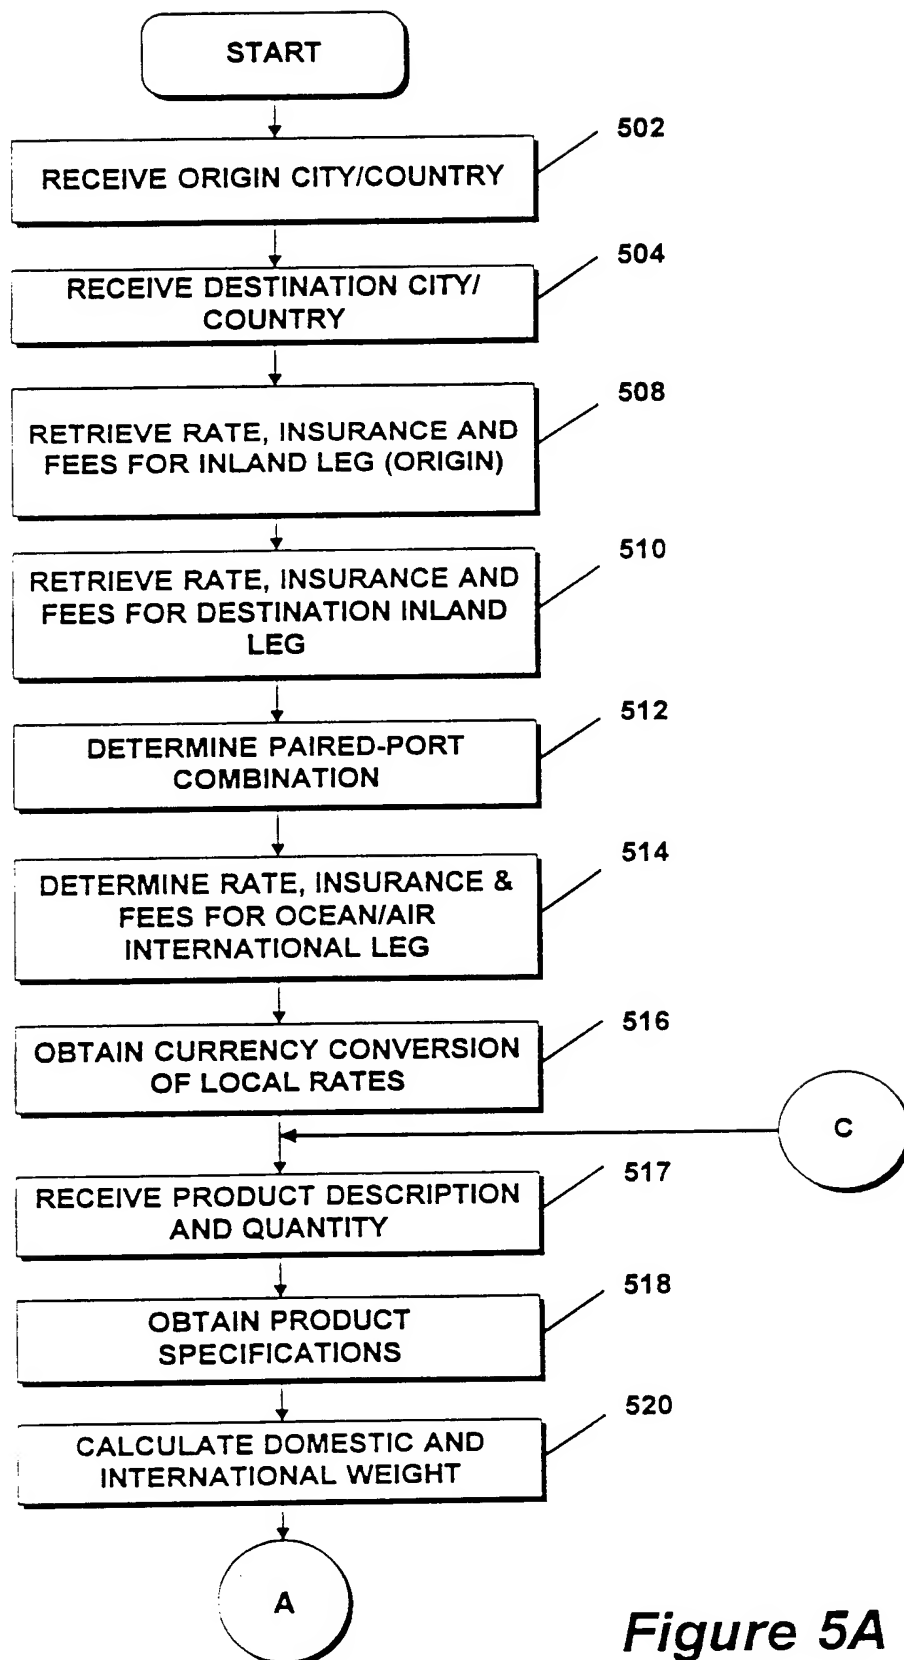 START
502
RECEIVE ORIGIN CITY/COUNTRY
504
RECEIVE DESTINATION CITY/
COUNTRY
508
RETRIEVE RATE, INSURANCE AND
FEES FOR INLAND LEG (ORIGIN)
510
RETRIEVE RATE, INSURANCE AND
FEES FOR DESTINATION INLAND
LEG
512
DETERMINE PAIRED-PORT
COMBINATION
514
DETERMINE RATE, INSURANCE &
FEES FOR OCEAN/AIR
INTERNATIONAL LEG
516
OBTAIN CURRENCY CONVERSION
OF LOCAL RATES
C
517
RECEIVE PRODUCT DESCRIPTION
AND QUANTITY
518
OBTAIN PRODUCT
SPECIFICATIONS
520
CALCULATE DOMESTIC AND
INTERNATIONAL WEIGHT
A
Figure 5A